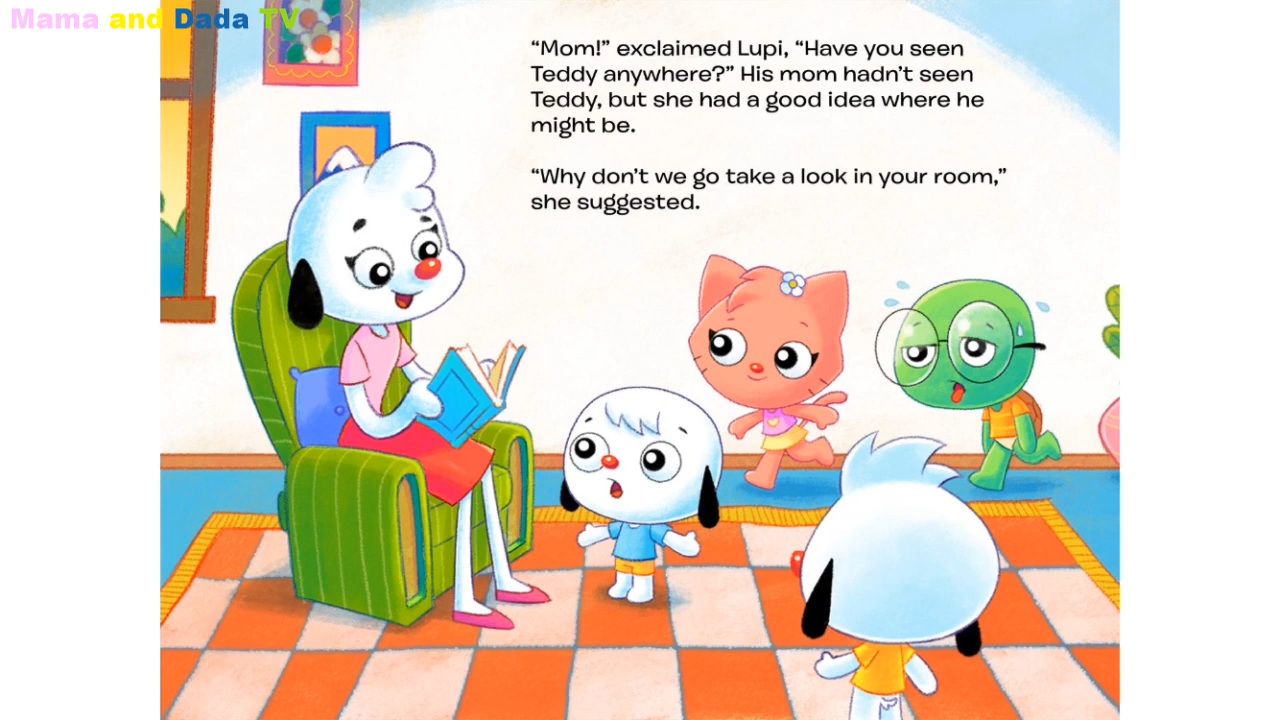 Mama and Dada TV
“Mom!” exclaimed Lupi, “Have you seen
Teddy anywhere?” His mom hadn’t seen
Teddy, but she had a good idea where he
might be.
“Why don’t we go take a look in your room,”
she suggested.